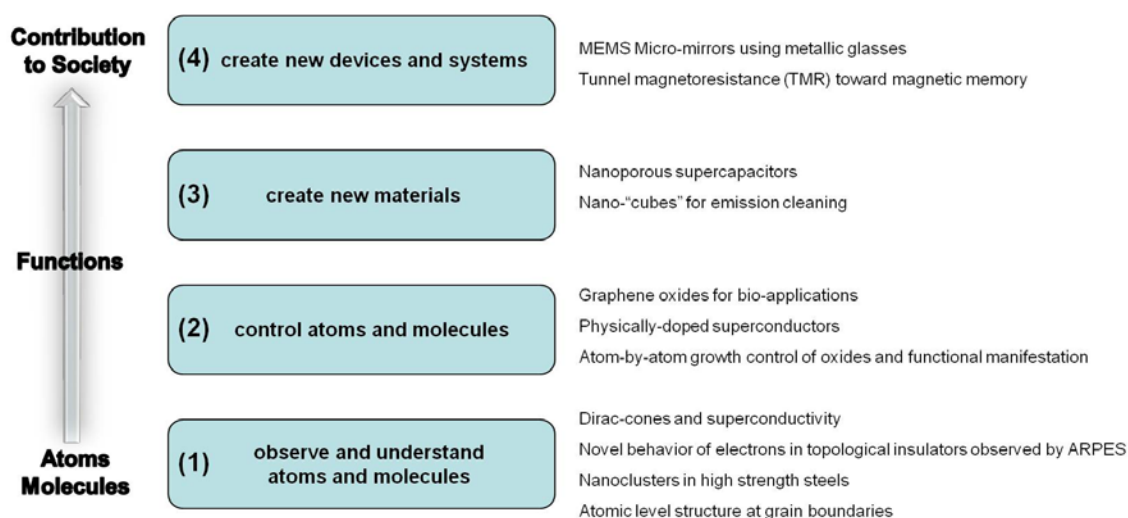 Contribution
to Society
(4) create new devices and systems
MEMS Micro-mirrors using metallic glasses
Tunnel magnetoresistance (TMR) toward magnetic memory
(3) create new materials
Nanoporous supercapacitors
Nano-“cubes” for emission cleaning
Functions
(2) control atoms and molecules
Graphene oxides for bio-applications
Physically-doped superconductors
Atom-by-atom growth control of oxides and functional manifestation
Atoms
Molecules
(1) observe and understand
atoms and molecules
Dirac-cones and superconductivity
Novel behavior of electrons in topological insulators observed by ARPES
Nanoclusters in high strength steels
Atomic level structure at grain boundaries